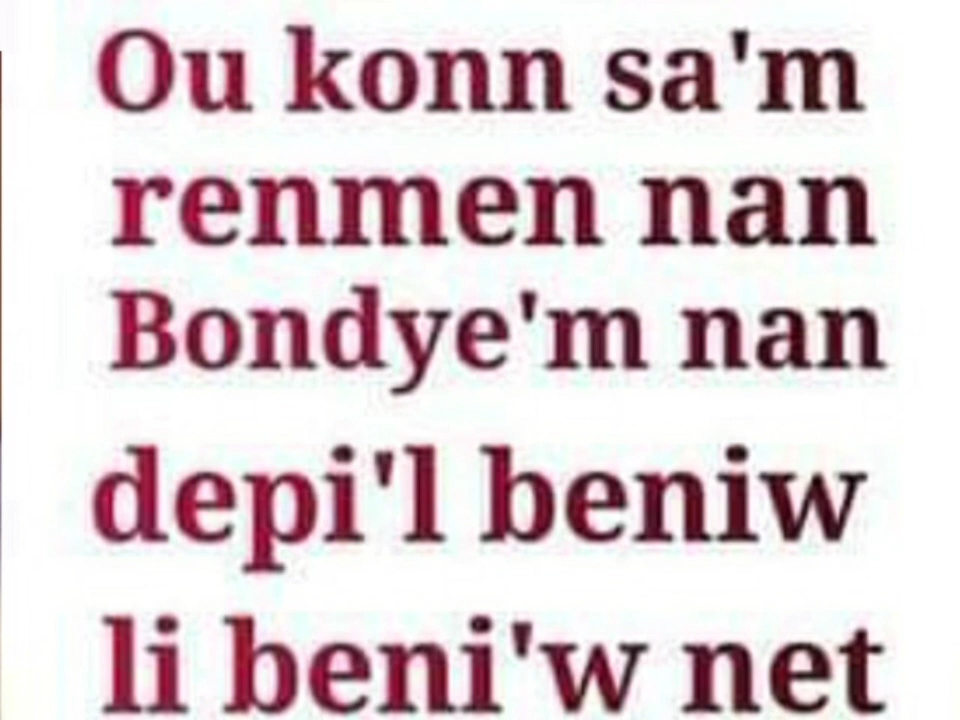 Ou konn sa'm
renmen nan
Bondye'm nan
depi'l beniw
li beni'w net